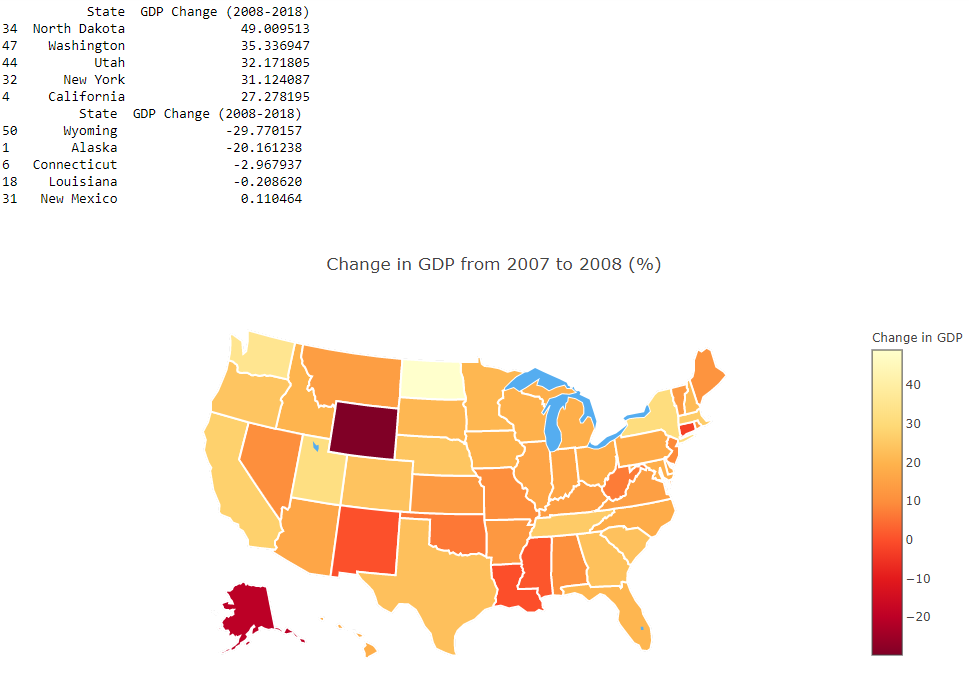 State GDP Change (2008-2018)
34 North Dakota 49.009513
47 Washington 35.336947
44 Utah 32.171805
32 New York 31.124087
4 California 27.278195
State GDP Change (2008-2018)
50 Wyoming -29.770157
1 Alaska -20.161238
6 Connecticut -2.967937
18 Louisiana -0.208620
31 New Mexico 0.110464
Change in GDP from 2007 to 2008 (%)
Change in GDP
40
30
20
10
0
−10
−20